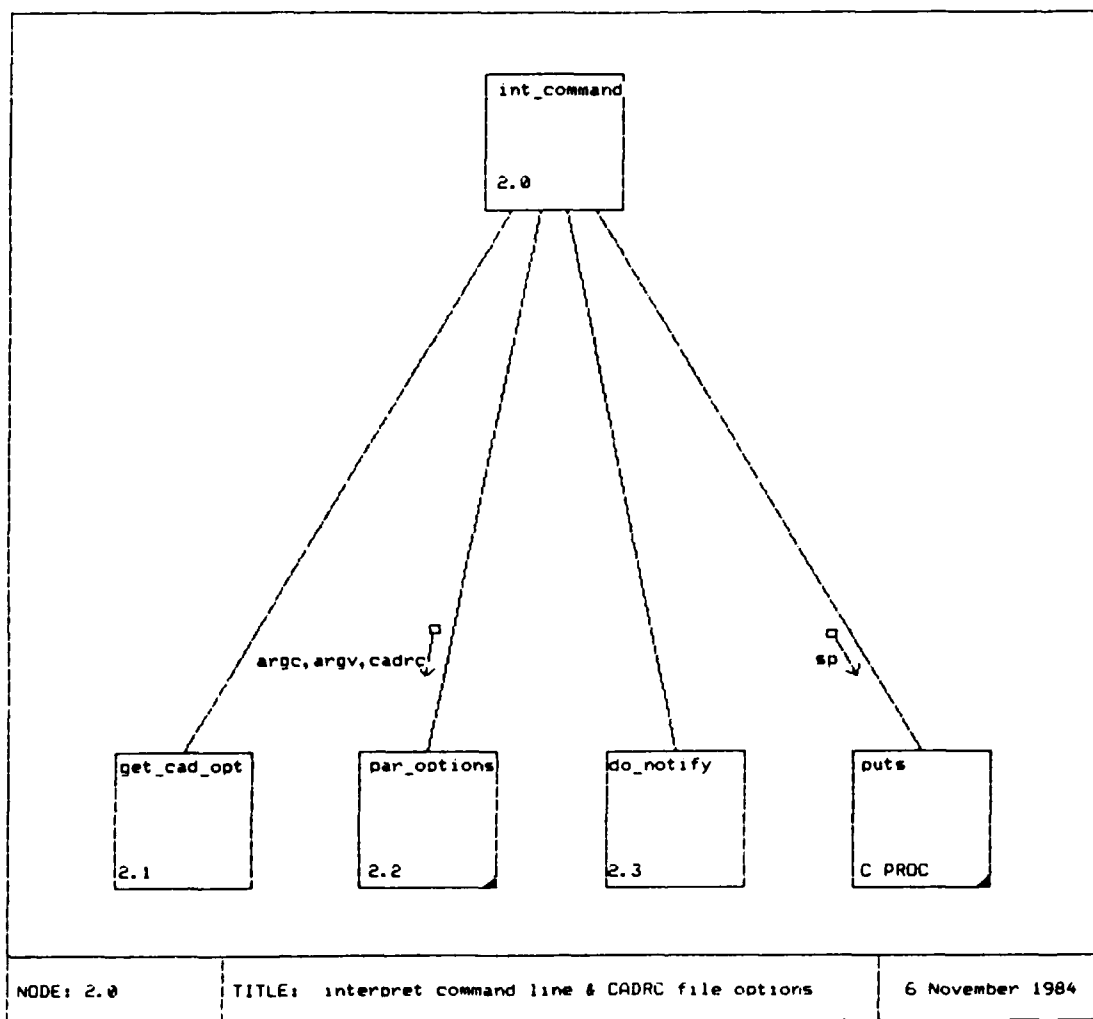 int_command
2.0
argc,argv,cadrc
sp
get_cad_opt
par_options
do_notify
puts
2.1
2.2
2.3
C PROC
NODE: 2.0
TITLE: interpret command line & CADRC file options
6 November 1984